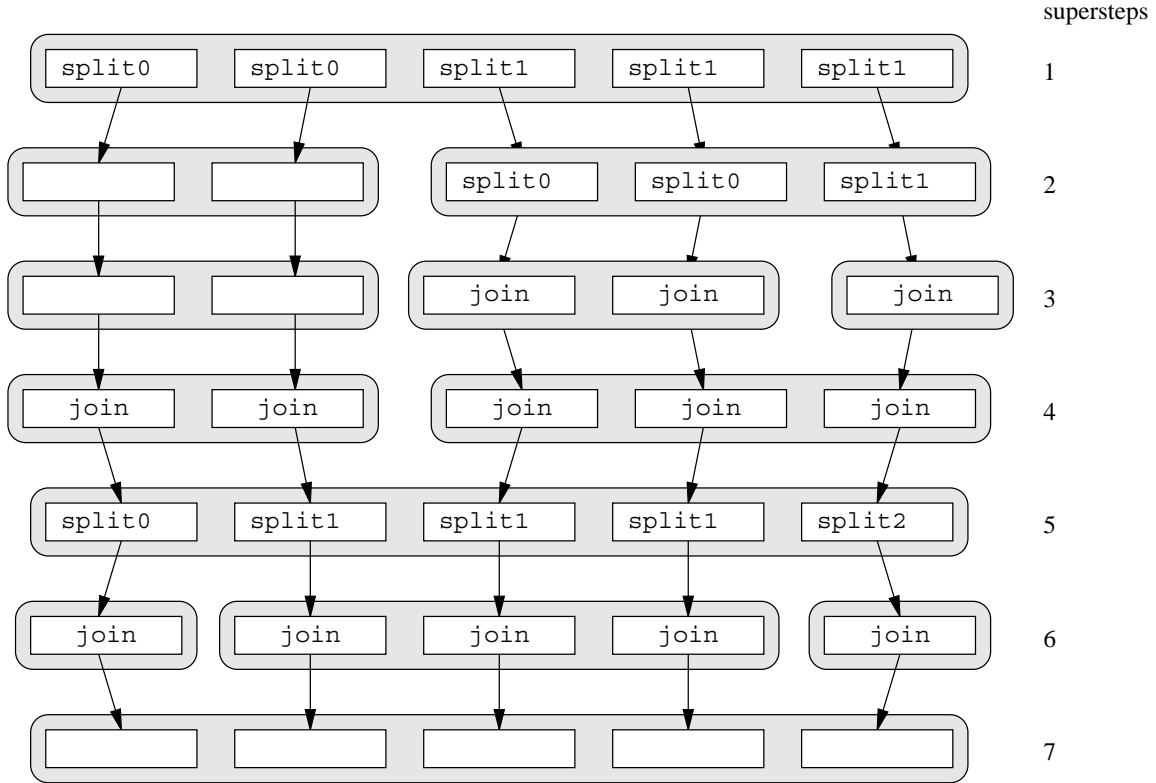 supersteps
split0 split0 split1 split1 split1 1
split0 split0 split1 2
join join join 3
join join join join join 4
split0 split1 split1 split1 split2 5
join join join join join 6
7